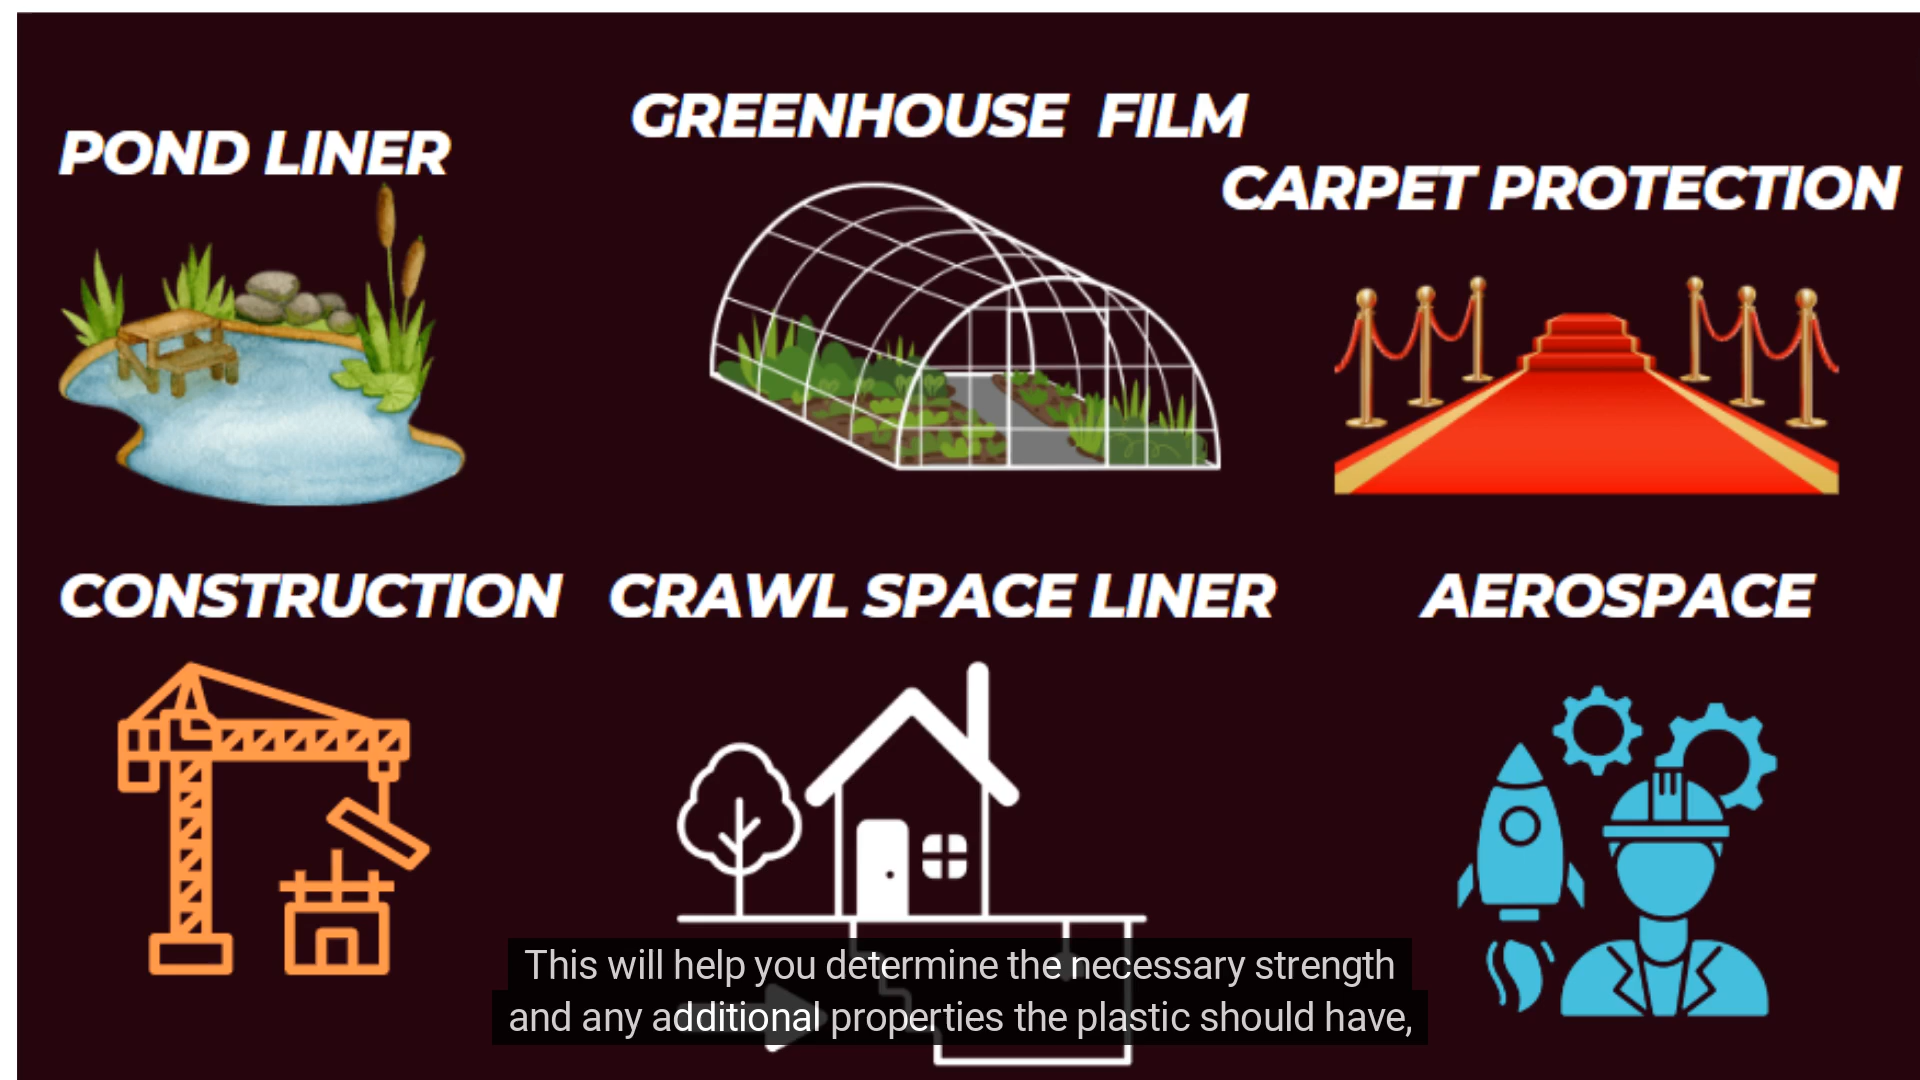 POND LINER
GREENHOUSE FILM
CARPET PROTECTION
CONSTRUCTION
CRAWL SPACE LINER
AEROSPACE
This will help you determine the necessary strength
and any additional properties the plastic should have,